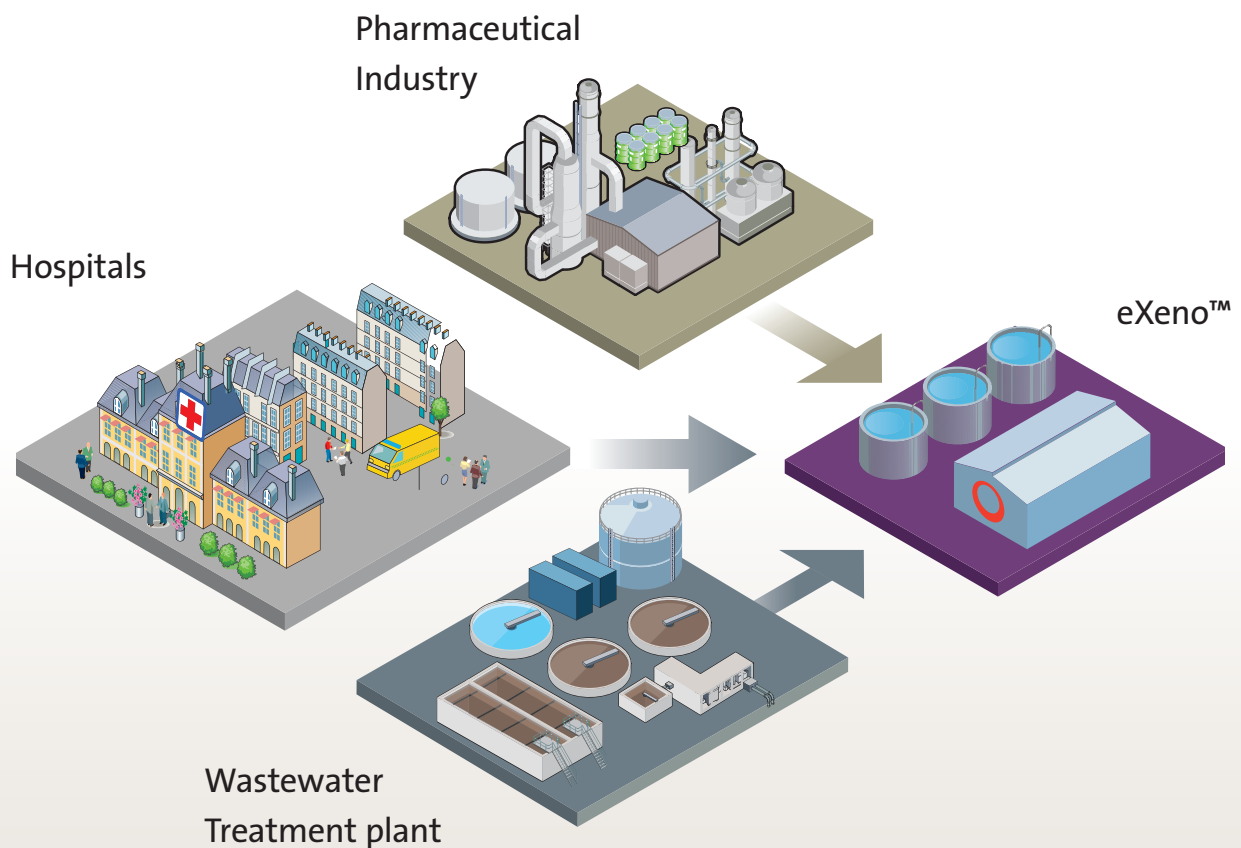 Pharmaceutical
Industry
Hospitals
eXeno™
Wastewater
Treatment plant